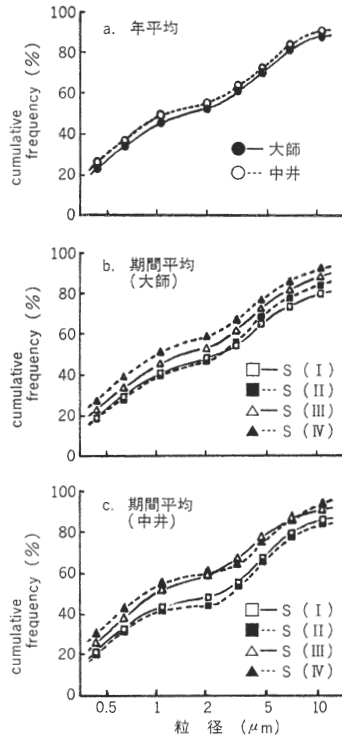 100
80
60
40
20
0
cumulative
frequency (%)
a. 年平均
大師
中井
100
80
60
40
20
0
cumulative
frequency (%)
b. 期間平均
(大師)
S (I)
S (II)
S (III)
S (IV)
100
80
60
40
20
0
cumulative
frequency (%)
c. 期間平均
(中井)
S (I)
S (II)
S (III)
S (IV)
0.5 1 2 5 10
粒 径 (μm)